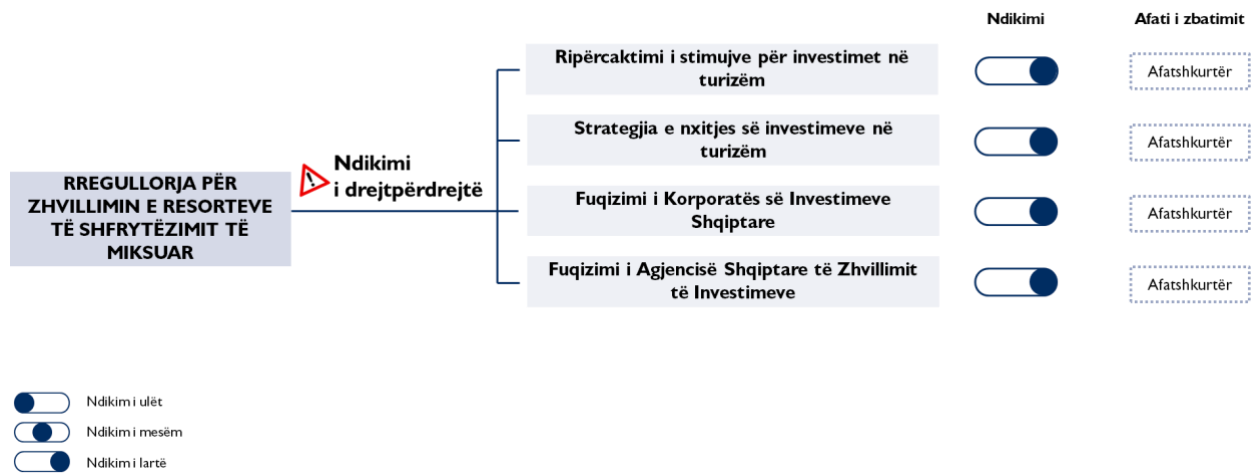 Ndikimi
Afati i zbatimit
RREGULLORJA PËR
ZHVILLIMIN E RESORTEVE
TË SHFRYTËZIMIT TË
MIKSUAR
Ndikimi
i drejtpërdrejtë
Ripërcaktimi i stimujve për investimet në
turizëm
Afatshkurtër
Strategjia e nxitjes së investimeve në
turizëm
Afatshkurtër
Fuqizimi i Korporatës së Investimeve
Shqiptare
Afatshkurtër
Fuqizimi i Agjencisë Shqiptare të Zhvillimit
të Investimeve
Afatshkurtër
Ndikim i ulët
Ndikim i mesëm
Ndikim i lartë